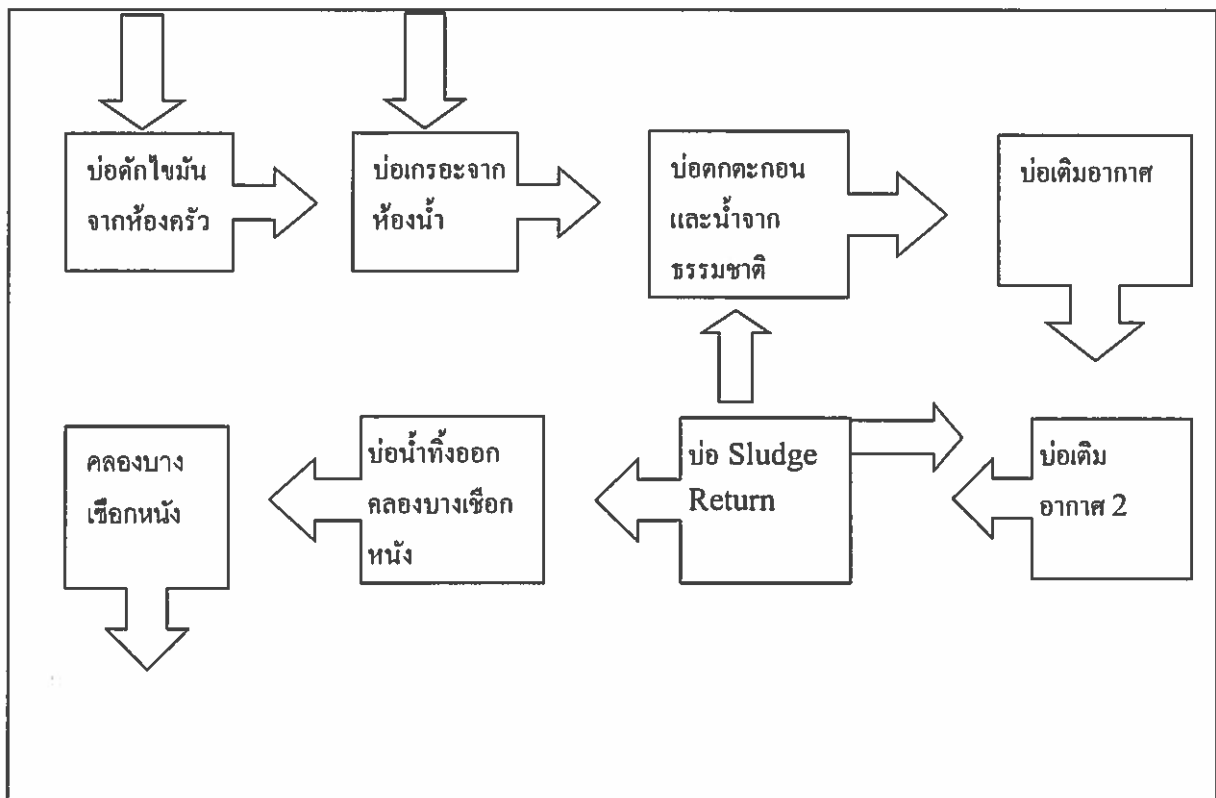 บ่อดักไขมัน
จากห้องครัว
บ่อเกรอะจาก
ห้องน้ำ
บ่อตกตะกอน
และน้ำจาก
ธรรมชาติ
บ่อเติมอากาศ
คลองบาง
เชือกหนัง
บ่อน้ำทิ้งออก
คลองบางเชือก
หนัง
บ่อ Sludge
Return
บ่อเติม
อากาศ 2